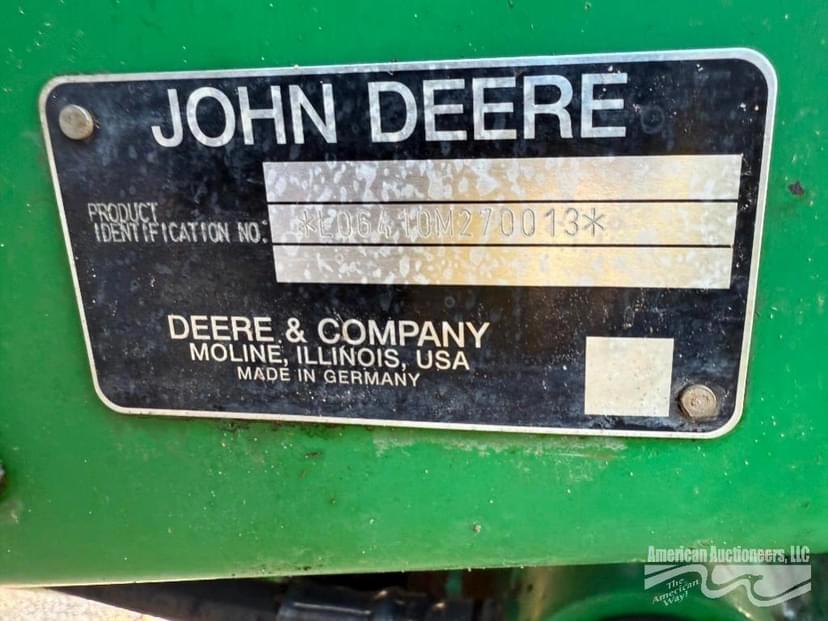 JOHN DEERE
PRODUCT
IDENTIFICATION NO.
*L06410M270013*
DEERE & COMPANY
MOLINE, ILLINOIS, USA
MADE IN GERMANY
American Auctioneers, LLC
The
American
Way!